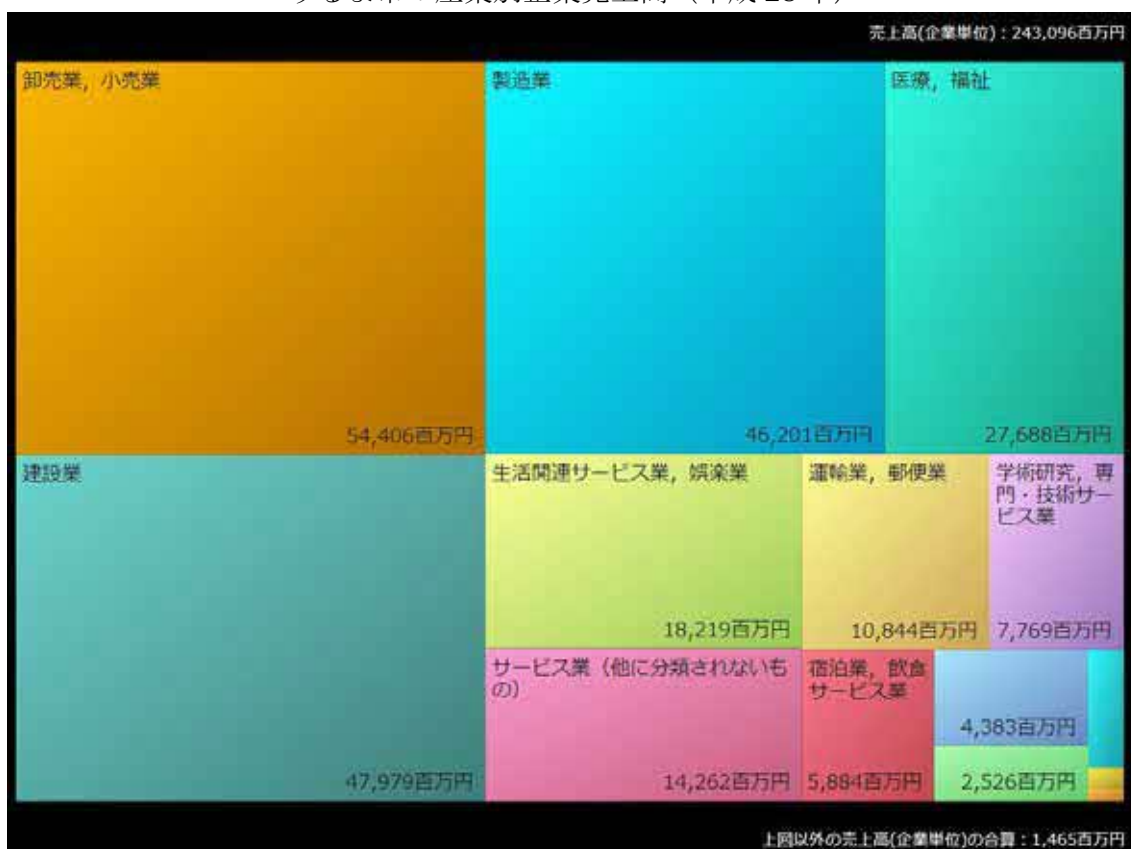 売上高(企業単位)：243,096百万円
卸売業，小売業
54,406百万円
製造業
46,201百万円
医療，福祉
27,688百万円
建設業
47,979百万円
生活関連サービス業，娯楽業
18,219百万円
運輸業，郵便業
10,844百万円
学術研究，専
門・技術サー
ビス業
7,769百万円
サービス業（他に分類されないも
の）
14,262百万円
宿泊業，飲食
サービス業
5,884百万円
4,383百万円
2,526百万円
上図以外の売上高(企業単位)の合算：1,465百万円